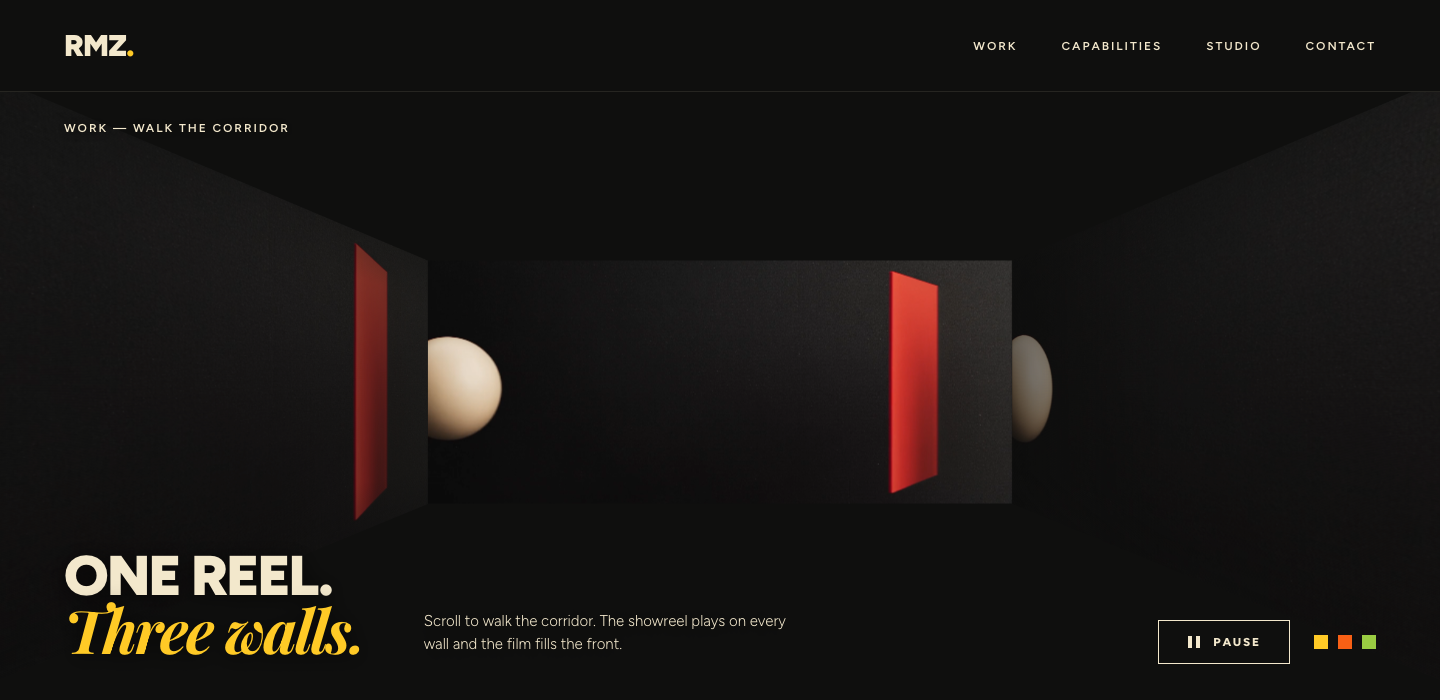 RMZ.
WORK
CAPABILITIES
STUDIO
CONTACT
WORK — WALK THE CORRIDOR
ONE REEL.
Three walls.
Scroll to walk the corridor. The showreel plays on every
wall and the film fills the front.
PAUSE